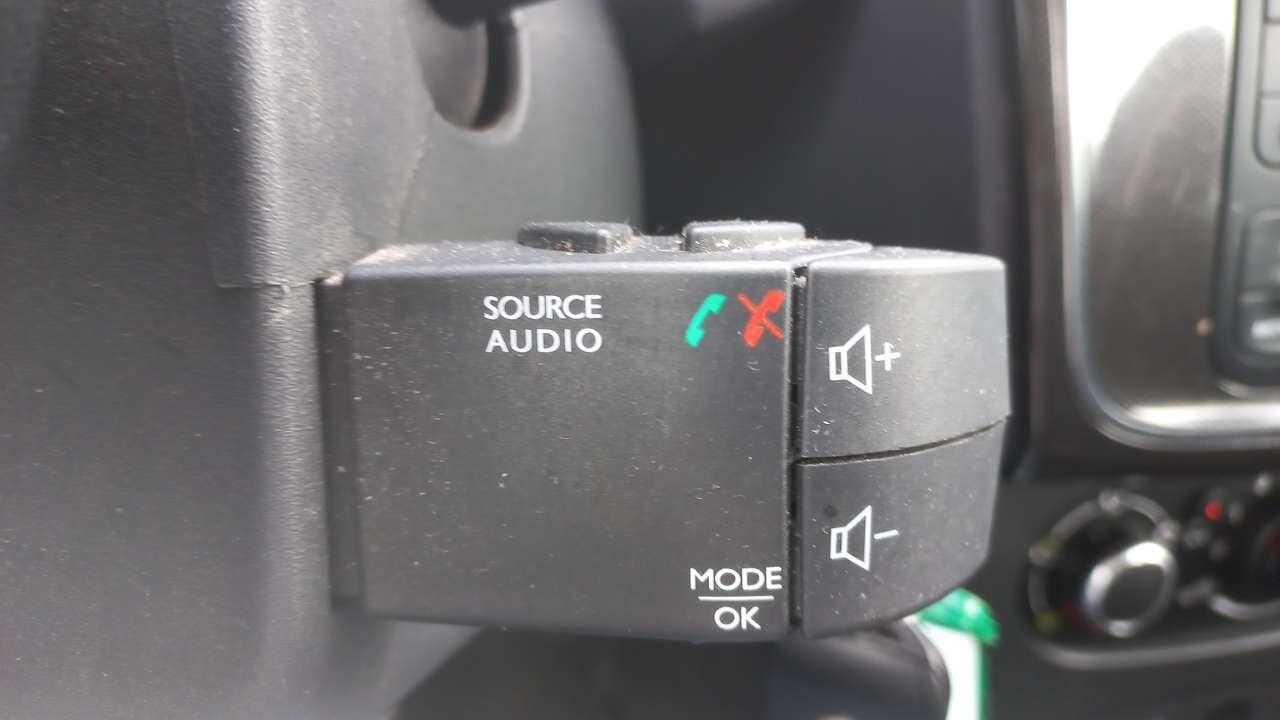 SOURCE
AUDIO
+
-
MODE
OK